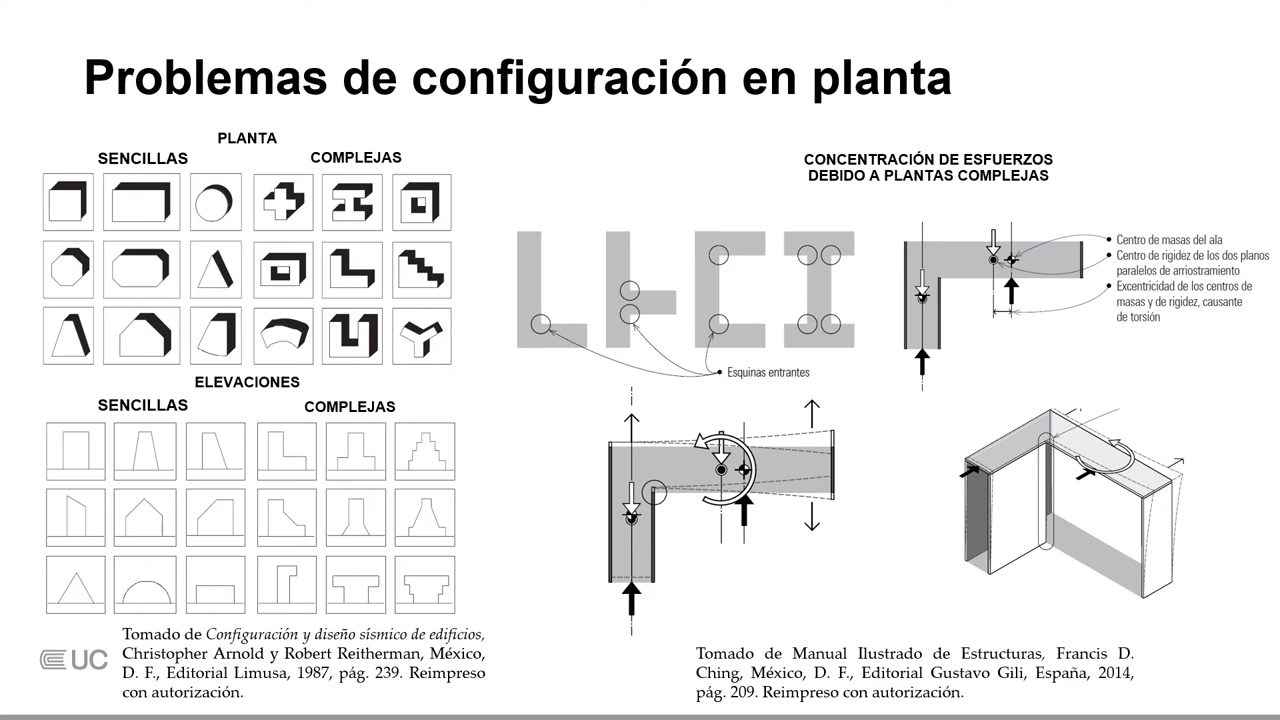 Problemas de configuración en planta
PLANTA
SENCILLAS
COMPLEJAS
ELEVACIONES
SENCILLAS
COMPLEJAS
Tomado de Configuración y diseño sísmico de edificios,
Christopher Arnold y Robert Reitherman, México,
D. F., Editorial Limusa, 1987, pág. 239. Reimpreso
con autorización.
UC
CONCENTRACIÓN DE ESFUERZOS
DEBIDO A PLANTAS COMPLEJAS
Esquinas entrantes
Centro de masas del ala
Centro de rigidez de los dos planos
paralelos de arriostramiento
Excentricidad de los centros de
masas y de rigidez, causante
de torsión
Tomado de Manual Ilustrado de Estructuras, Francis D.
Ching, México, D. F., Editorial Gustavo Gili, España, 2014,
pág. 209. Reimpreso con autorización.